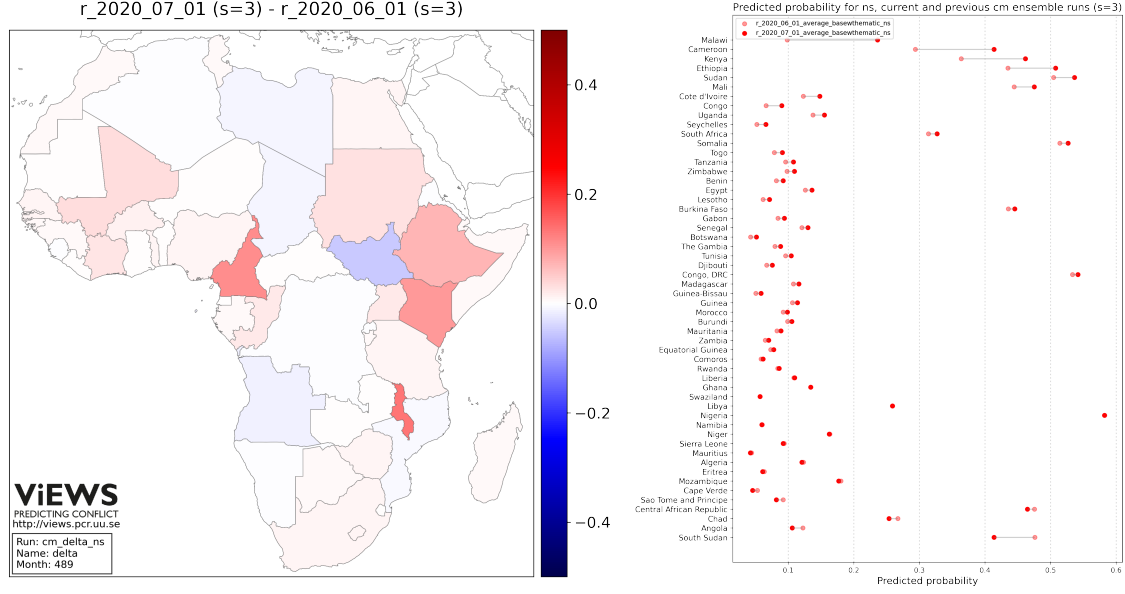 r_2020_07_01 (s=3) - r_2020_06_01 (s=3)
ViEWS
PREDICTING CONFLICT
http://views.pcr.uu.se
Run: cm_delta_ns
Name: delta
Month: 489
0.4
0.2
0.0
−0.2
−0.4
Predicted probability for ns, current and previous cm ensemble runs (s=3)
r_2020_06_01_average_basewthematic_ns
r_2020_07_01_average_basewthematic_ns
Malawi
Cameroon
Kenya
Ethiopia
Sudan
Mali
Cote d'Ivoire
Congo
Uganda
Seychelles
South Africa
Somalia
Togo
Tanzania
Zimbabwe
Benin
Egypt
Lesotho
Burkina Faso
Gabon
Senegal
Botswana
The Gambia
Tunisia
Djibouti
Congo, DRC
Madagascar
Guinea-Bissau
Guinea
Morocco
Burundi
Mauritania
Zambia
Equatorial Guinea
Comoros
Rwanda
Liberia
Ghana
Swaziland
Libya
Nigeria
Namibia
Niger
Sierra Leone
Mauritius
Algeria
Eritrea
Mozambique
Cape Verde
Sao Tome and Principe
Central African Republic
Chad
Angola
South Sudan
0.1 0.2 0.3 0.4 0.5 0.6
Predicted probability